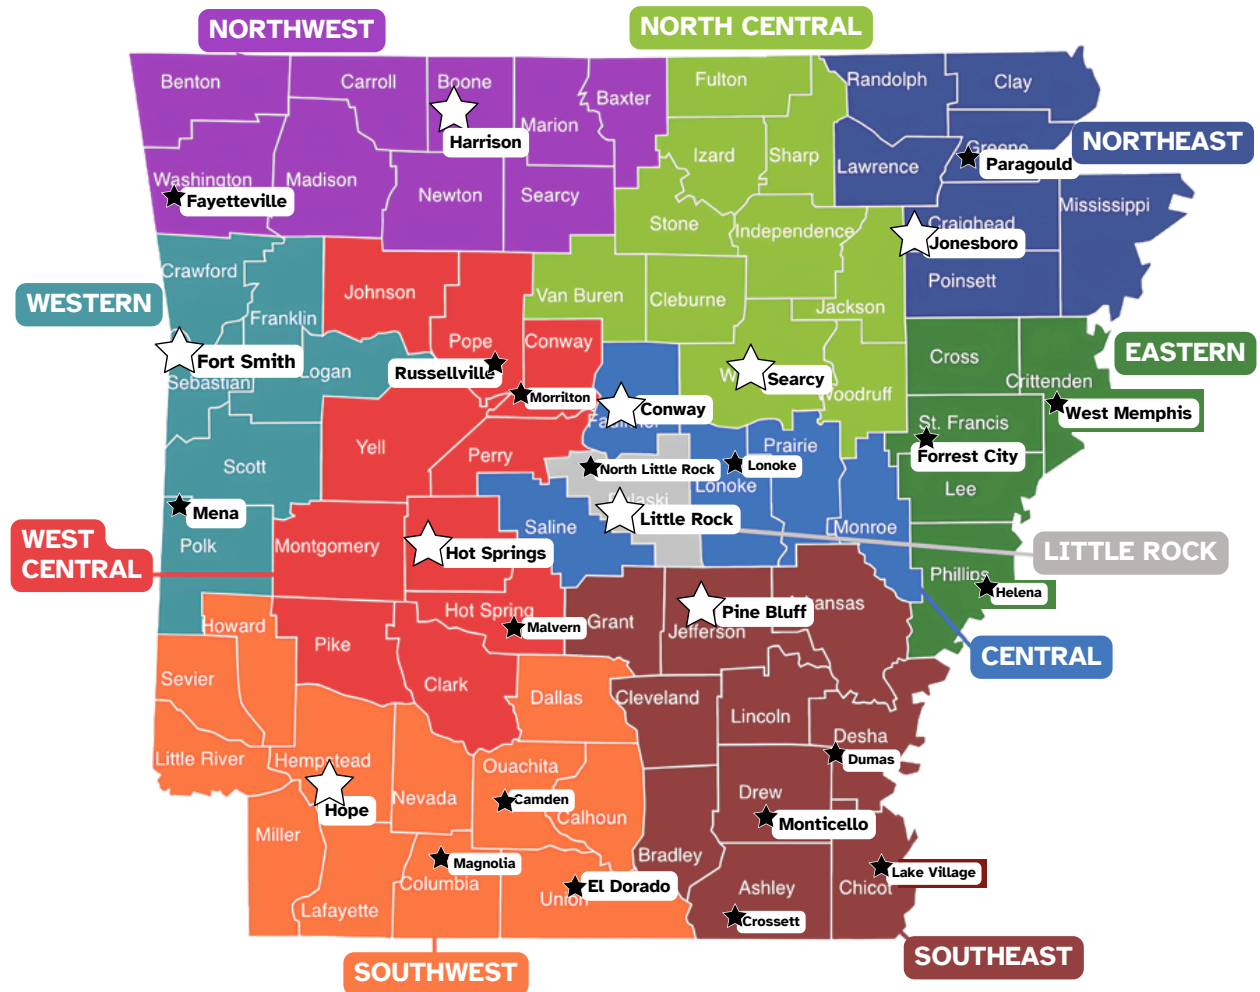 NORTHWEST
NORTH CENTRAL
Benton
Carroll
Boone
Marion
Baxter
Fulton
Randolph
Clay
Harrison
NORTHEAST
Greene
Paragould
Izard
Sharp
Lawrence
Washington
Fayetteville
Madison
Newton
Searcy
Stone
Independence
Craighead
Jonesboro
Mississippi
Crawford
WESTERN
Franklin
Johnson
Van Buren
Cleburne
Jackson
Poinsett
Pope
Conway
Fort Smith
Sebastian
Logan
Russellville
Morrilton
Conway
Searcy
Woodruff
Cross
Crittenden
EASTERN
West Memphis
St. Francis
Forrest City
Scott
Yell
Perry
North Little Rock
Lonoke
Lonoke
Prairie
Lee
Mena
Polk
WEST
CENTRAL
Montgomery
Hot Springs
Saline
Pulaski
Little Rock
Monroe
LITTLE ROCK
Phillips
Helena
Howard
Pike
Hot Spring
Malvern
Grant
Pine Bluff
Jefferson
CENTRAL
Sevier
Clark
Dallas
Cleveland
Lincoln
Desha
Dumas
Little River
Hempstead
Hope
Nevada
Ouachita
Camden
Calhoun
Drew
Monticello
Miller
Magnolia
Columbia
Lafayette
El Dorado
Union
Bradley
Ashley
Crossett
Chicot
Lake Village
SOUTHWEST
SOUTHEAST